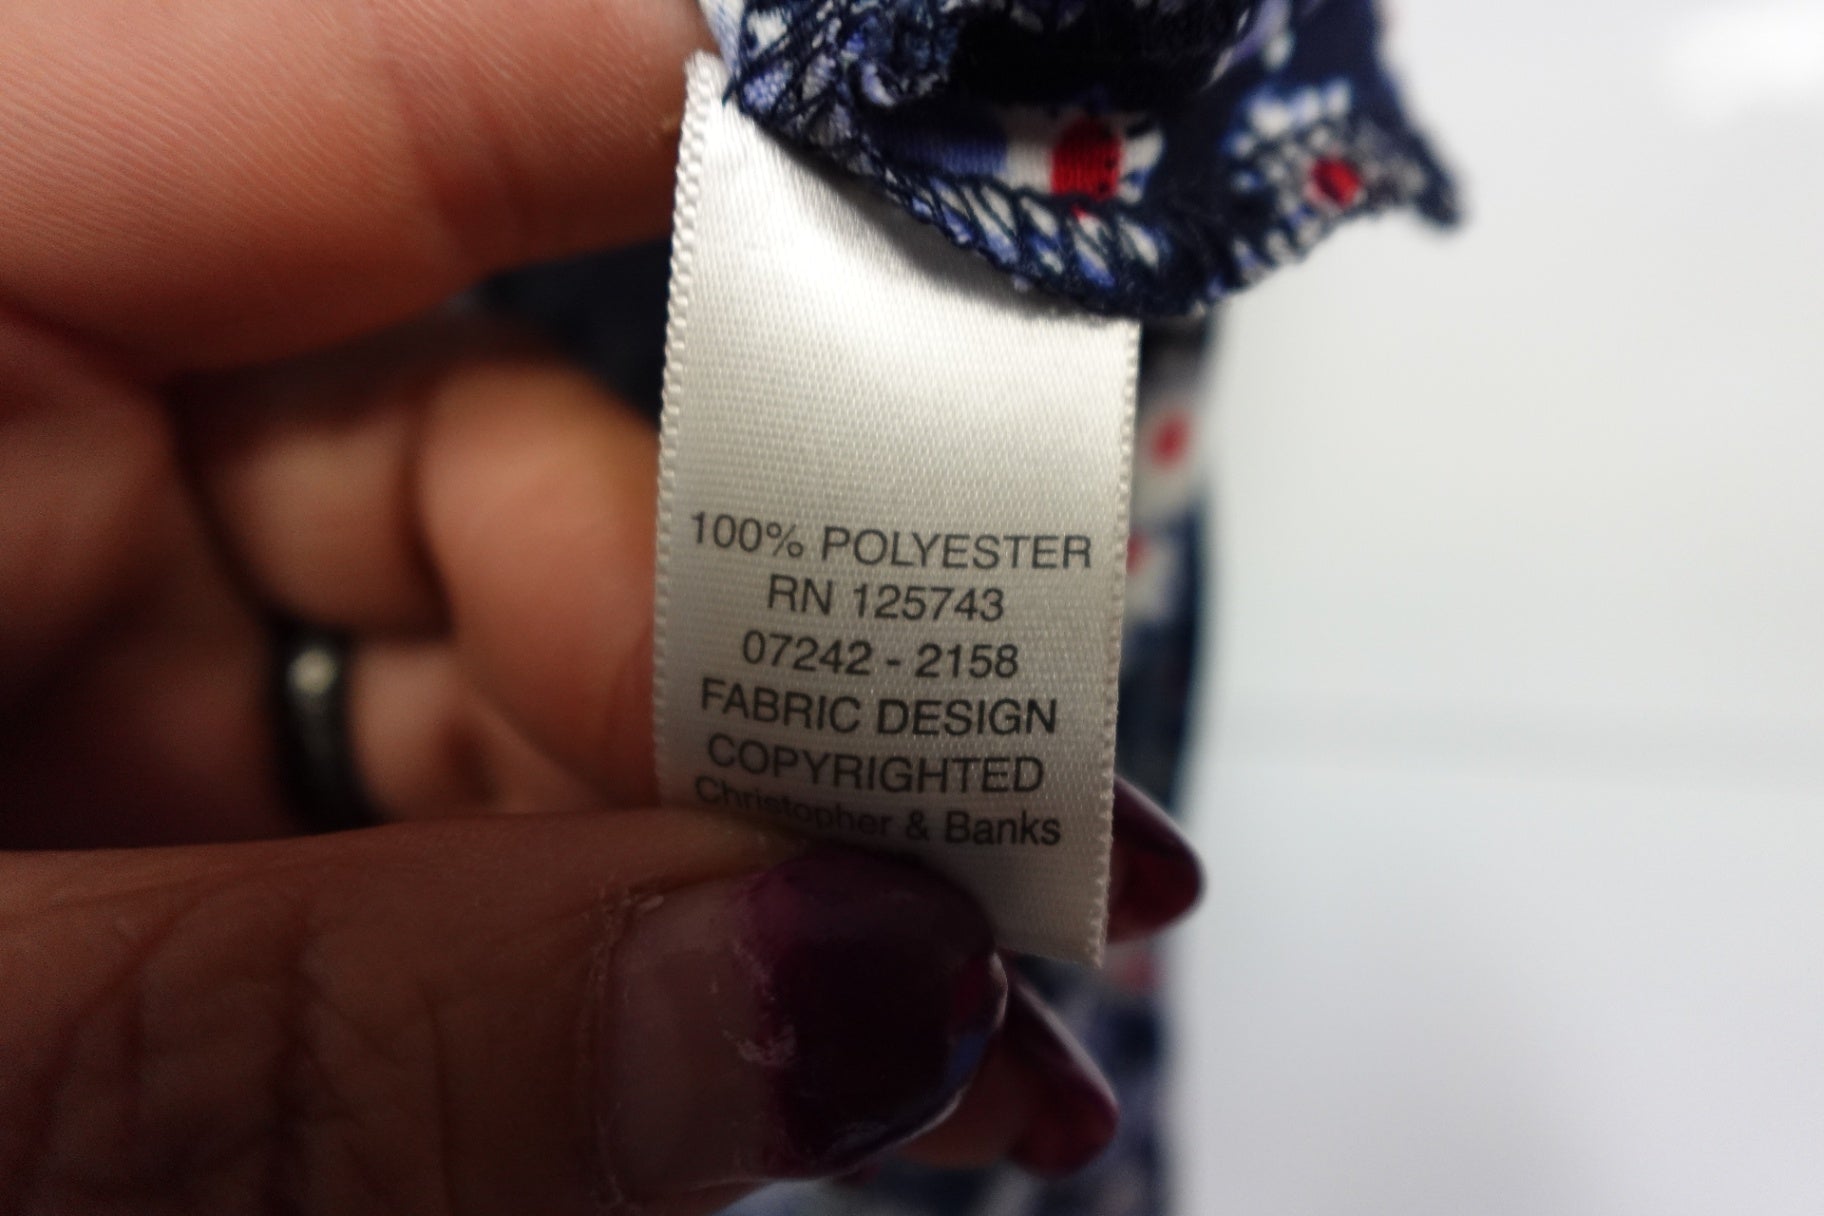 100% POLYESTER
RN 125743
07242 - 2158
FABRIC DESIGN
COPYRIGHTED
Christopher & Banks